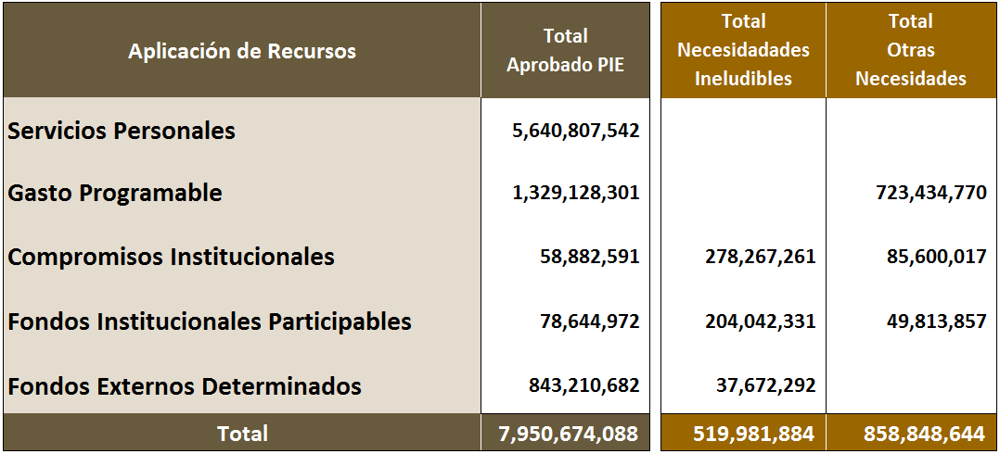 Aplicación de Recursos
Total
Aprobado PIE
Total
Necesidadades
Ineludibles
Total
Otras
Necesidades
Servicios Personales 5,640,807,542
Gasto Programable 1,329,128,301 723,434,770
Compromisos Institucionales 58,882,591 278,267,261 85,600,017
Fondos Institucionales Participables 78,644,972 204,042,331 49,813,857
Fondos Externos Determinados 843,210,682 37,672,292
Total 7,950,674,088 519,981,884 858,848,644